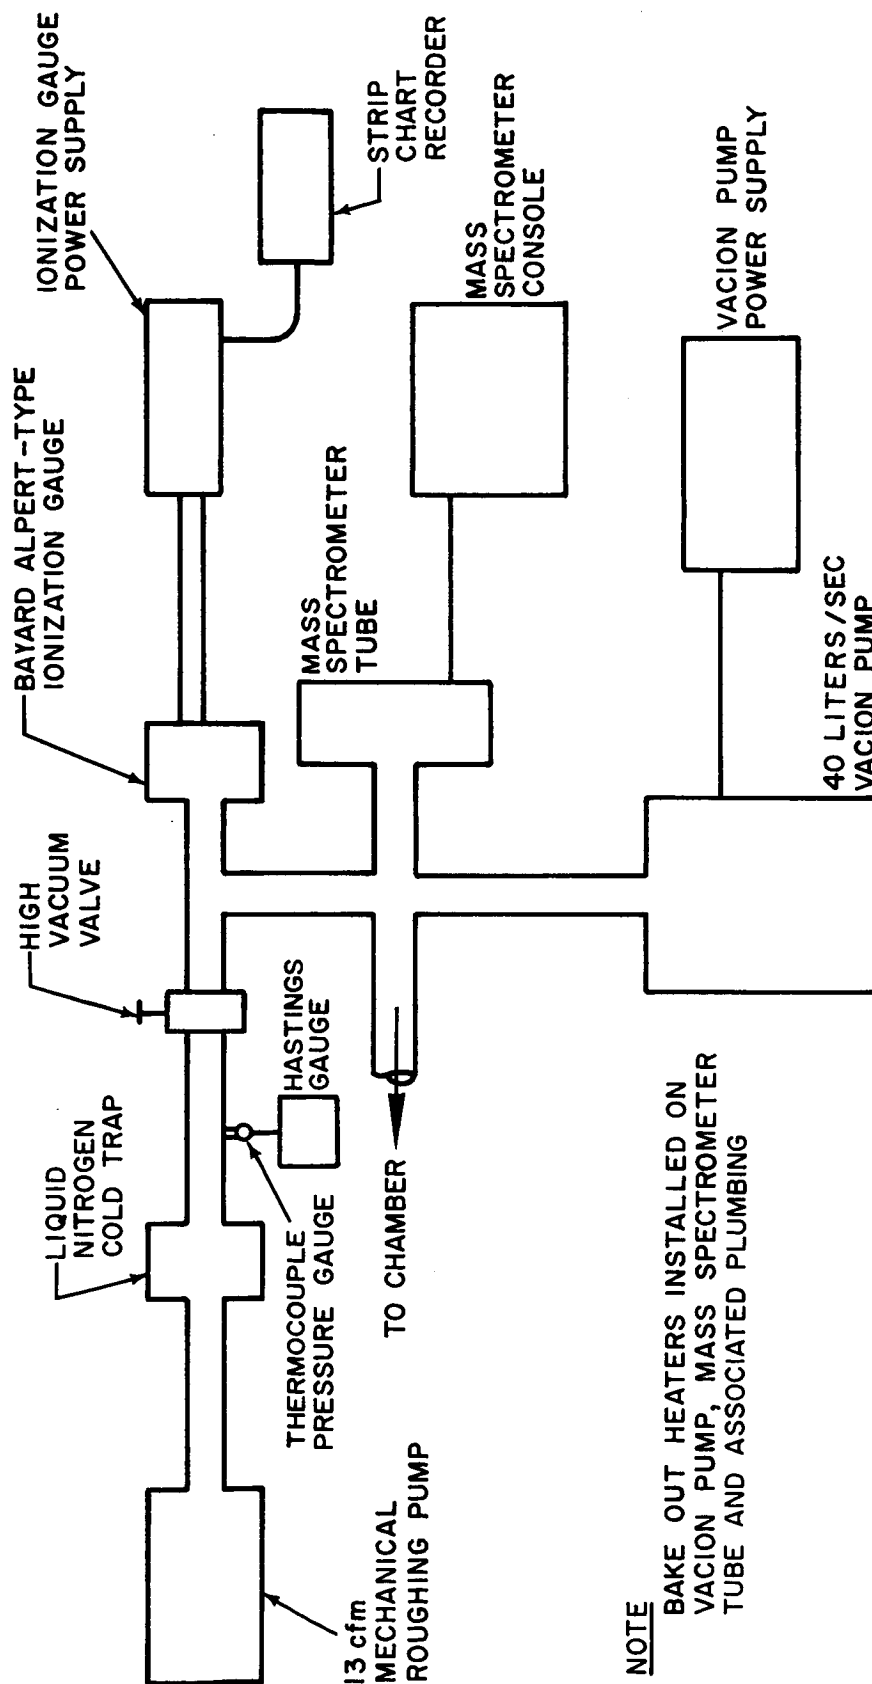 IONIZATION GAUGE
POWER SUPPLY
BAYARD ALPERT-TYPE
IONIZATION GAUGE
HIGH
VACUUM
VALVE
LIQUID
NITROGEN
COLD TRAP
STRIP
CHART
RECORDER
HASTINGS
GAUGE
THERMOCOUPLE
PRESSURE GAUGE
13 cfm
MECHANICAL
ROUGHING PUMP
MASS
SPECTROMETER
TUBE
MASS
SPECTROMETER
CONSOLE
TO CHAMBER
VACION PUMP
POWER SUPPLY
40 LITERS/SEC
VACION PUMP
NOTE
BAKE OUT HEATERS INSTALLED ON
VACION PUMP, MASS SPECTROMETER
TUBE AND ASSOCIATED PLUMBING